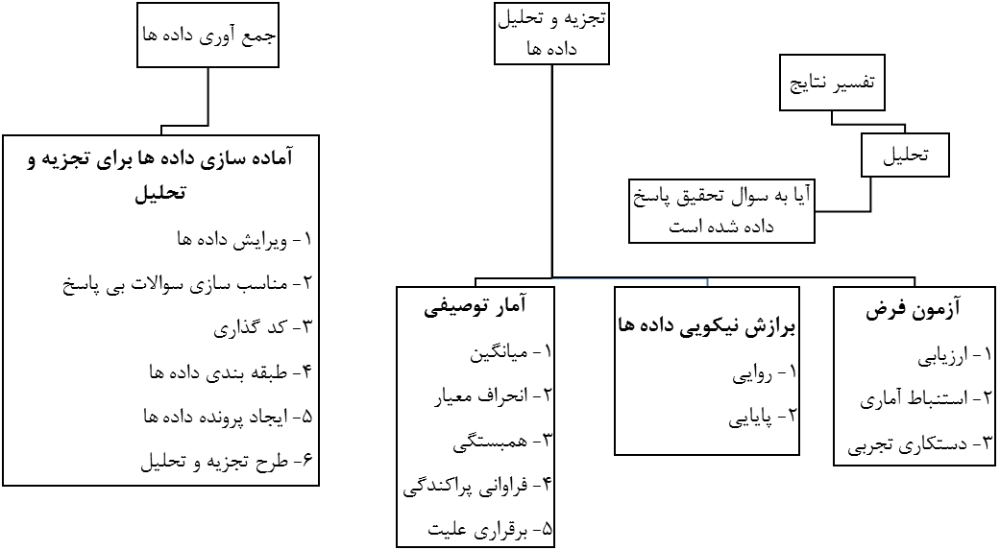 جمع آوری داده ها
آماده سازی داده ها برای تجزیه و
تحلیل
۱- ویرایش داده ها
۲- مناسب سازی سوالات بی پاسخ
۳- کد گذاری
۴- طبقه بندی داده ها
۵- ایجاد پرونده داده ها
۶- طرح تجزیه و تحلیل
تجزیه و تحلیل
داده ها
آمار توصیفی
۱- میانگین
۲- انحراف معیار
۳- همبستگی
۴- فراوانی پراکندگی
۵- برقراری علیت
برازش نیکویی داده ها
۱- روایی
۲- پایایی
آزمون فرض
۱- ارزیابی
۲- استنباط آماری
۳- دستکاری تجربی
تفسیر نتایج
تحلیل
آیا به سوال تحقیق پاسخ
داده شده است